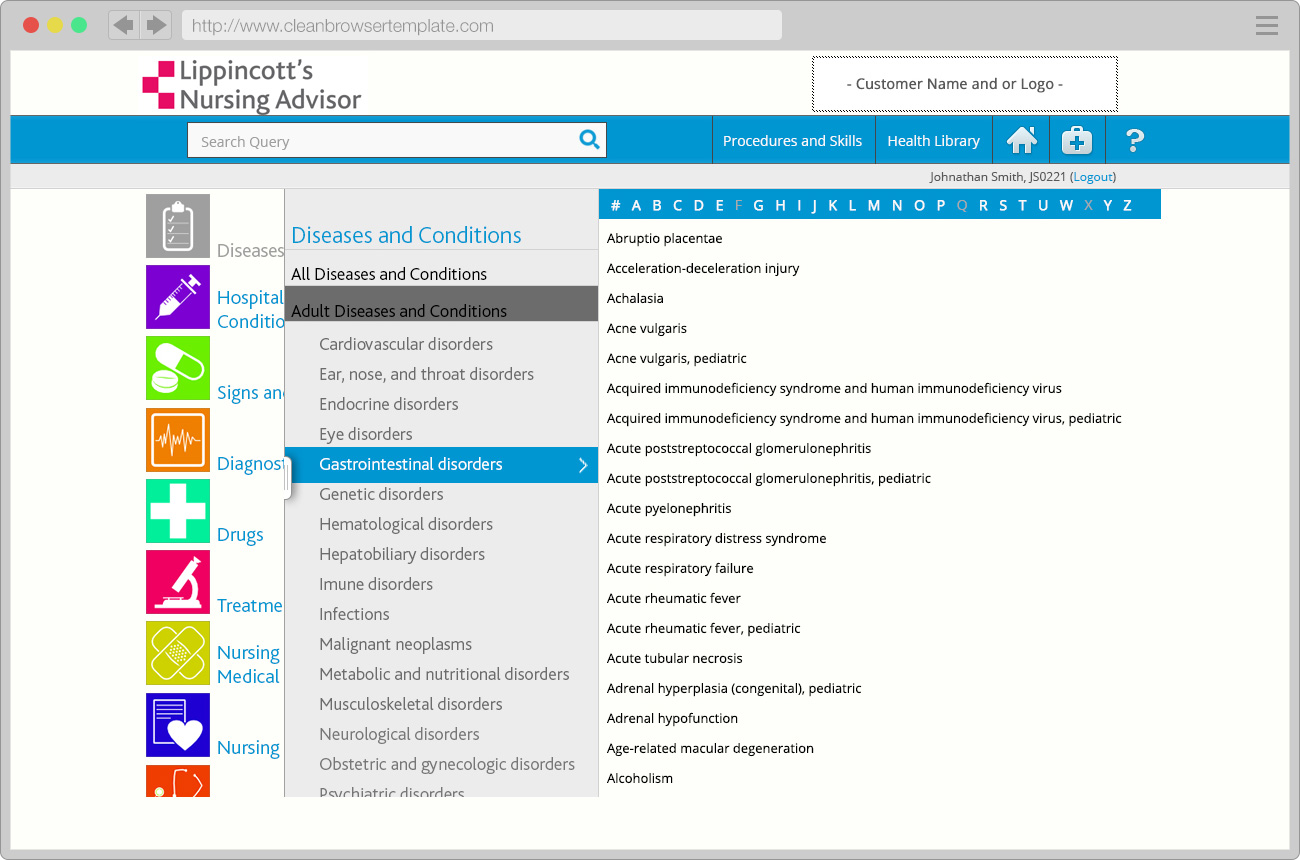 http://www.cleanbrowsertemplate.com
Lippincott's
Nursing Advisor
- Customer Name and or Logo -
Search Query
Procedures and Skills
Health Library
?
Johnathan Smith, JS0221 (Logout)
Diseases
Hospital
Conditio
Signs an
Diagnost
Drugs
Treatme
Nursing
Medical
Nursing
Diseases and Conditions
All Diseases and Conditions
Adult Diseases and Conditions
Cardiovascular disorders
Ear, nose, and throat disorders
Endocrine disorders
Eye disorders
Gastrointestinal disorders
Genetic disorders
Hematological disorders
Hepatobiliary disorders
Imune disorders
Infections
Malignant neoplasms
Metabolic and nutritional disorders
Musculoskeletal disorders
Neurological disorders
Obstetric and gynecologic disorders
Psychiatric disorders
# A B C D E F G H I J K L M N O P Q R S T U W X Y Z
Abruptio placentae
Acceleration-deceleration injury
Achalasia
Acne vulgaris
Acne vulgaris, pediatric
Acquired immunodeficiency syndrome and human immunodeficiency virus
Acquired immunodeficiency syndrome and human immunodeficiency virus, pediatric
Acute poststreptococcal glomerulonephritis
Acute poststreptococcal glomerulonephritis, pediatric
Acute pyelonephritis
Acute respiratory distress syndrome
Acute respiratory failure
Acute rheumatic fever
Acute rheumatic fever, pediatric
Acute tubular necrosis
Adrenal hyperplasia (congenital), pediatric
Adrenal hypofunction
Age-related macular degeneration
Alcoholism